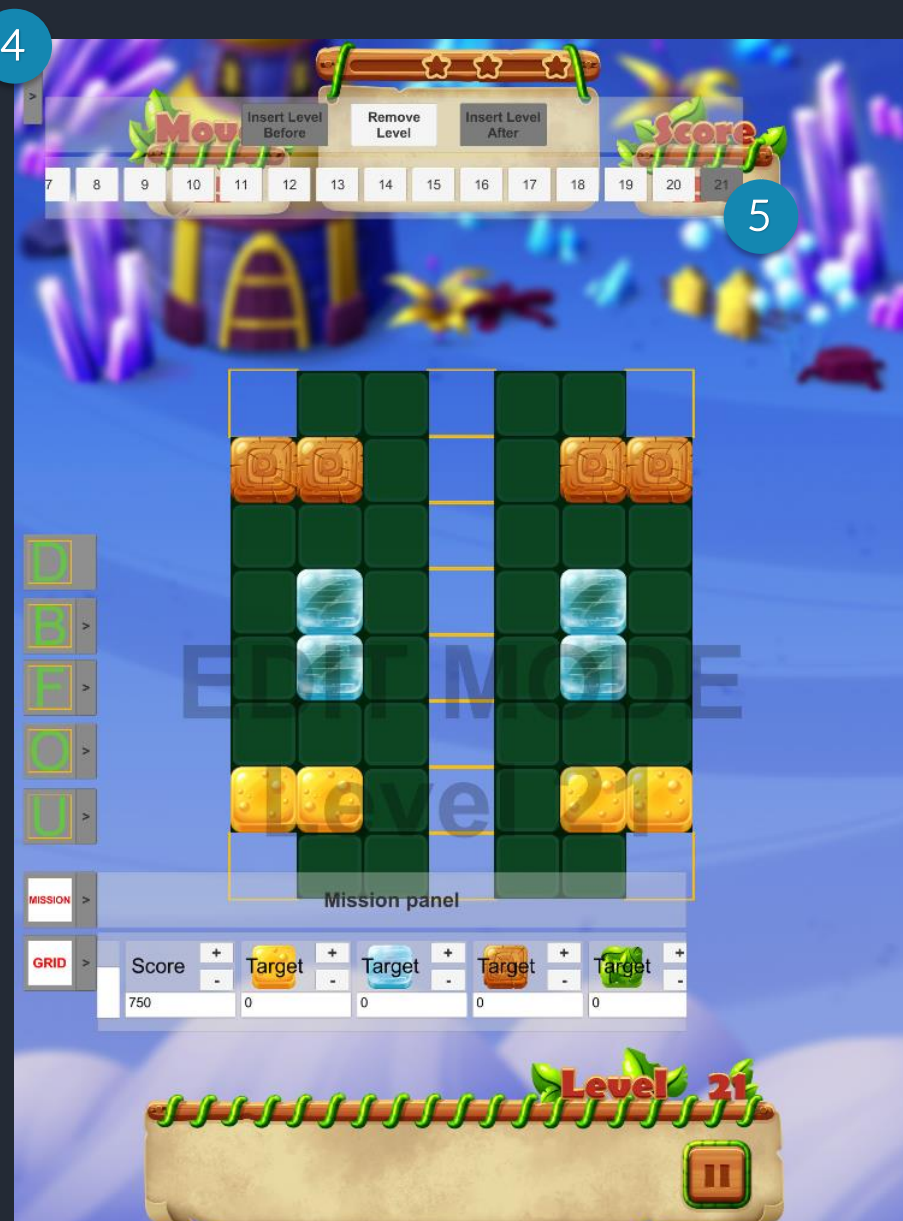 4
>
Insert Level
Before
Remove
Level
Insert Level
After
Mov
Score
7 8 9 10 11 12 13 14 15 16 17 18 19 20 21
5
D
B >
F >
O >
U >
EDIT MODE
Level 21
MISSION >
Mission panel
GRID >
Score + -
750
Target + -
0
Target + -
0
Target + -
0
Target + -
0
Level 21